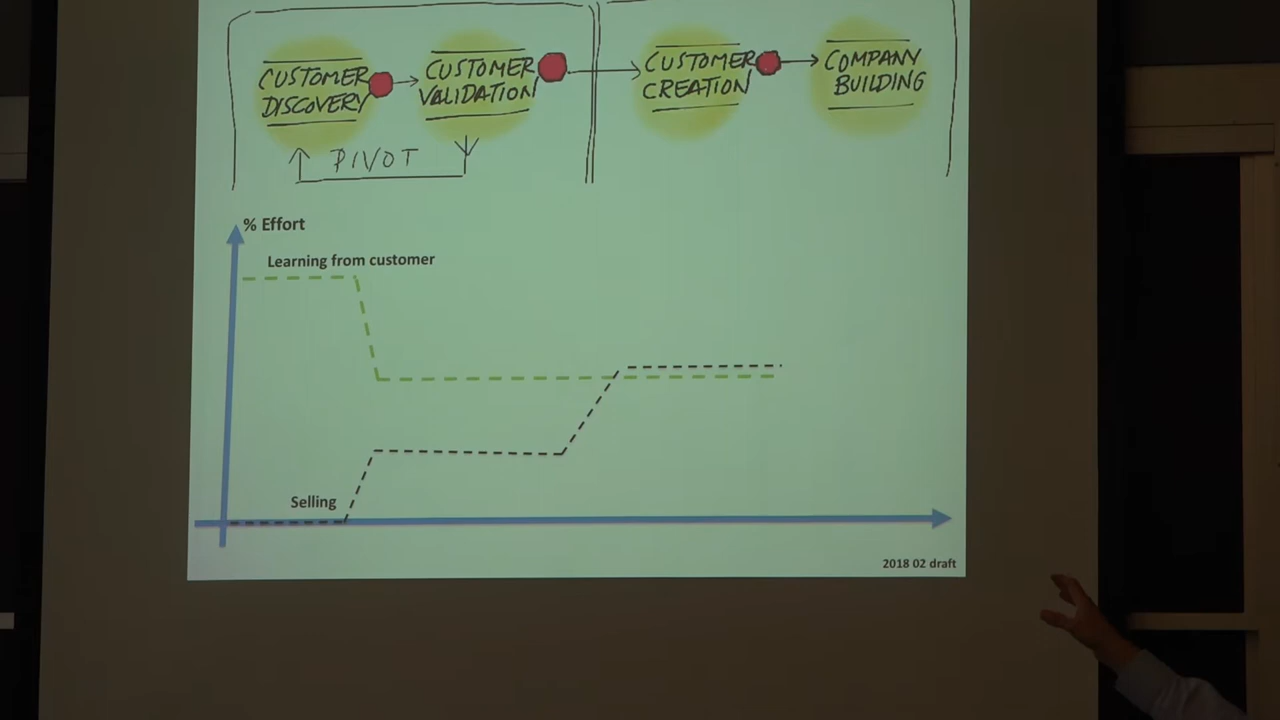 CUSTOMER
DISCOVERY
CUSTOMER
VALIDATION
CUSTOMER
CREATION
COMPANY
BUILDING
PIVOT
% Effort
Learning from customer
Selling
2018 02 draft